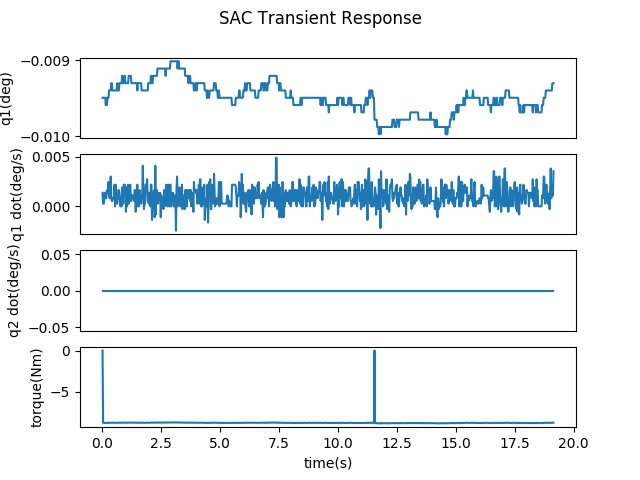 SAC Transient Response
q1(deg)
−0.009
−0.010
q1 dot(deg/s)
0.005
0.000
q2 dot(deg/s)
0.05
0.00
−0.05
torque(Nm)
0
−5
0.0 2.5 5.0 7.5 10.0 12.5 15.0 17.5 20.0
time(s)